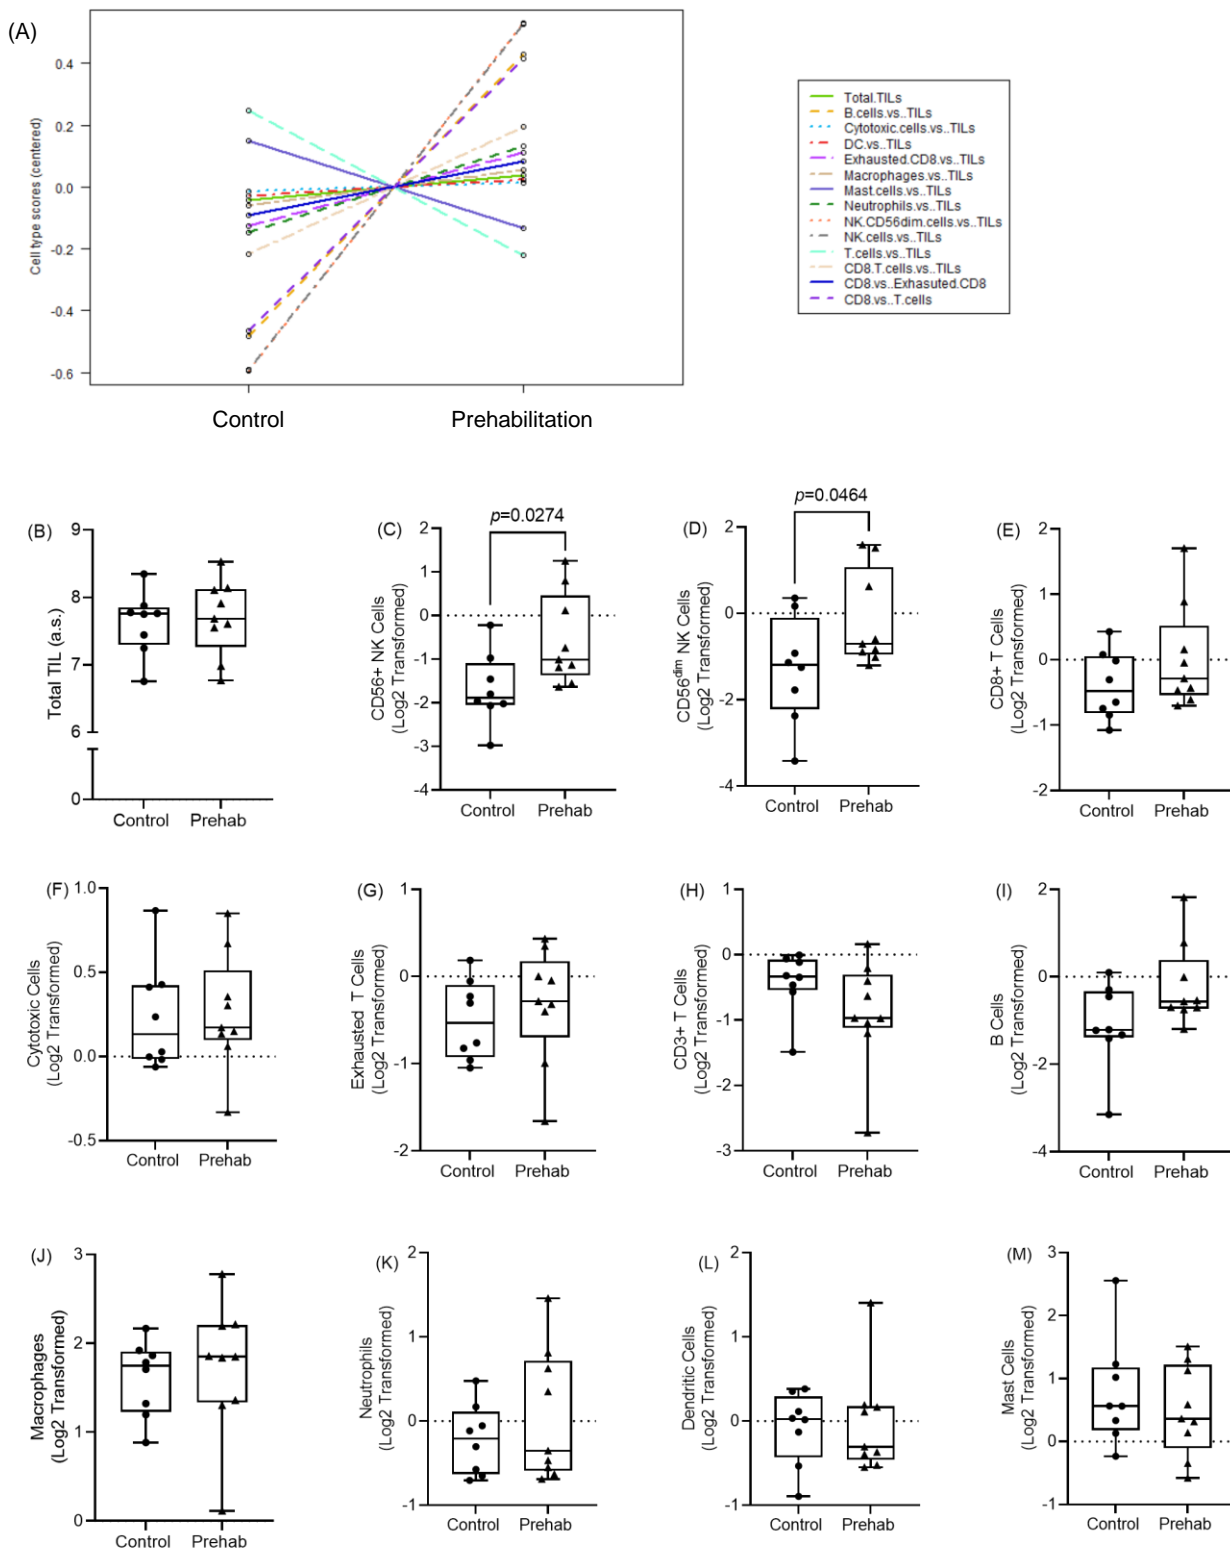 (A)
Cell type scores (centered)
0.4
0.2
0.0
-0.2
-0.4
-0.6
Control
Prehabilitation
Total.TILs
B.cells.vs..TILs
Cytotoxic.cells.vs..TILs
DC.vs..TILs
Exhausted.CD8.vs..TILs
Macrophages.vs..TILs
Mast.cells.vs..TILs
Neutrophils.vs..TILs
NK.CD56dim.cells.vs..TILs
NK.cells.vs..TILs
T.cells.vs..TILs
CD8.T.cells.vs..TILs
CD8.vs..Exhasuted.CD8
CD8.vs..T.cells
(B)
Total TIL (a.s.)
9
8
7
6
0
Control Prehab
(C)
p=0.0274
CD56+ NK Cells
(Log2 Transformed)
2
1
0
-1
-2
-3
-4
Control Prehab
(D)
p=0.0464
CD56dim NK Cells
(Log2 Transformed)
2
0
-2
-4
Control Prehab
(E)
CD8+ T Cells
(Log2 Transformed)
2
1
0
-1
-2
Control Prehab
(F)
Cytotoxic Cells
(Log2 Transformed)
1.0
0.5
0.0
-0.5
Control Prehab
(G)
Exhausted T Cells
(Log2 Transformed)
1
0
-1
-2
Control Prehab
(H)
CD3+ T Cells
(Log2 Transformed)
1
0
-1
-2
-3
Control Prehab
(I)
B Cells
(Log2 Transformed)
2
0
-2
-4
Control Prehab
(J)
Macrophages
(Log2 Transformed)
3
2
1
0
Control Prehab
(K)
Neutrophils
(Log2 Transformed)
2
1
0
-1
Control Prehab
(L)
Dendritic Cells
(Log2 Transformed)
2
1
0
-1
Control Prehab
(M)
Mast Cells
(Log2 Transformed)
3
2
1
0
-1
Control Prehab